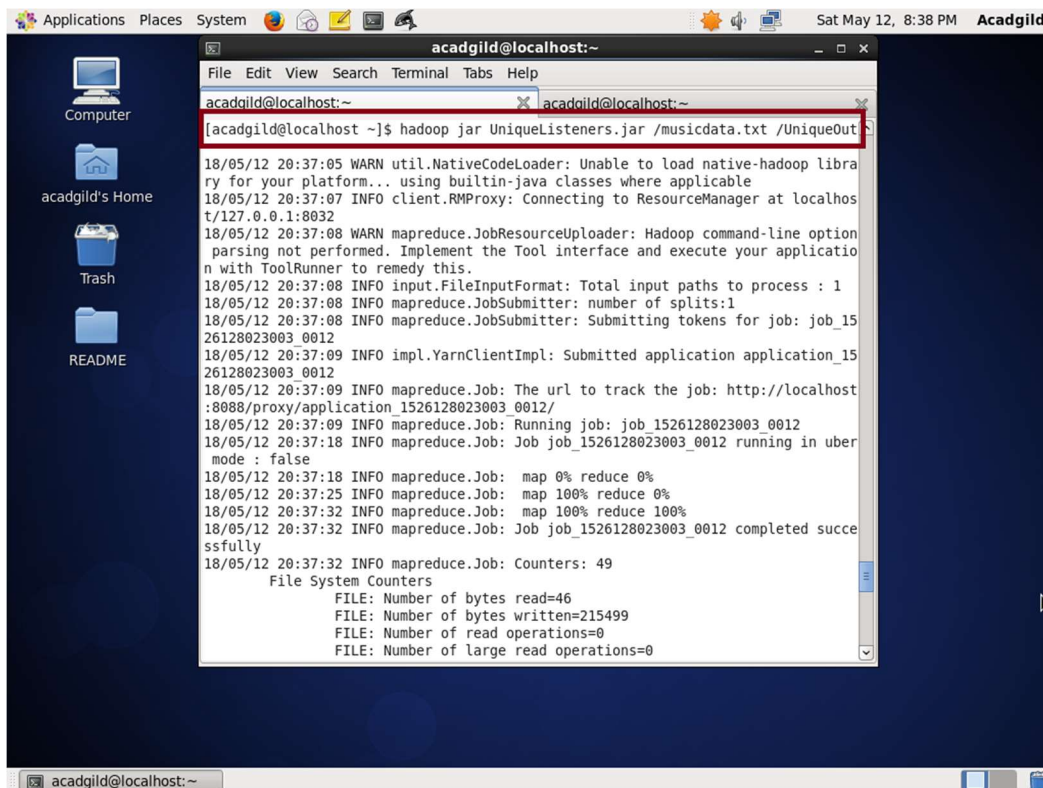 Applications Places System Sat May 12, 8:38 PM Acadgild
Computer
acadgild's Home
Trash
README
acadgild@localhost:~
File Edit View Search Terminal Tabs Help
acadgild@localhost:~ acadgild@localhost:~
[acadgild@localhost ~]$ hadoop jar UniqueListeners.jar /musicdata.txt /UniqueOut
18/05/12 20:37:05 WARN util.NativeCodeLoader: Unable to load native-hadoop libra
ry for your platform... using builtin-java classes where applicable
18/05/12 20:37:07 INFO client.RMProxy: Connecting to ResourceManager at localhos
t/127.0.0.1:8032
18/05/12 20:37:08 WARN mapreduce.JobResourceUploader: Hadoop command-line option
 parsing not performed. Implement the Tool interface and execute your applicatio
n with ToolRunner to remedy this.
18/05/12 20:37:08 INFO input.FileInputFormat: Total input paths to process : 1
18/05/12 20:37:08 INFO mapreduce.JobSubmitter: number of splits:1
18/05/12 20:37:08 INFO mapreduce.JobSubmitter: Submitting tokens for job: job_15
26128023003_0012
18/05/12 20:37:09 INFO impl.YarnClientImpl: Submitted application application_15
26128023003_0012
18/05/12 20:37:09 INFO mapreduce.Job: The url to track the job: http://localhost
:8088/proxy/application_1526128023003_0012/
18/05/12 20:37:09 INFO mapreduce.Job: Running job: job_1526128023003_0012
18/05/12 20:37:18 INFO mapreduce.Job: Job job_1526128023003_0012 running in uber
 mode : false
18/05/12 20:37:18 INFO mapreduce.Job:  map 0% reduce 0%
18/05/12 20:37:25 INFO mapreduce.Job:  map 100% reduce 0%
18/05/12 20:37:32 INFO mapreduce.Job:  map 100% reduce 100%
18/05/12 20:37:32 INFO mapreduce.Job: Job job_1526128023003_0012 completed succe
ssfully
18/05/12 20:37:32 INFO mapreduce.Job: Counters: 49
File System Counters
FILE: Number of bytes read=46
FILE: Number of bytes written=215499
FILE: Number of read operations=0
FILE: Number of large read operations=0
acadgild@localhost:~